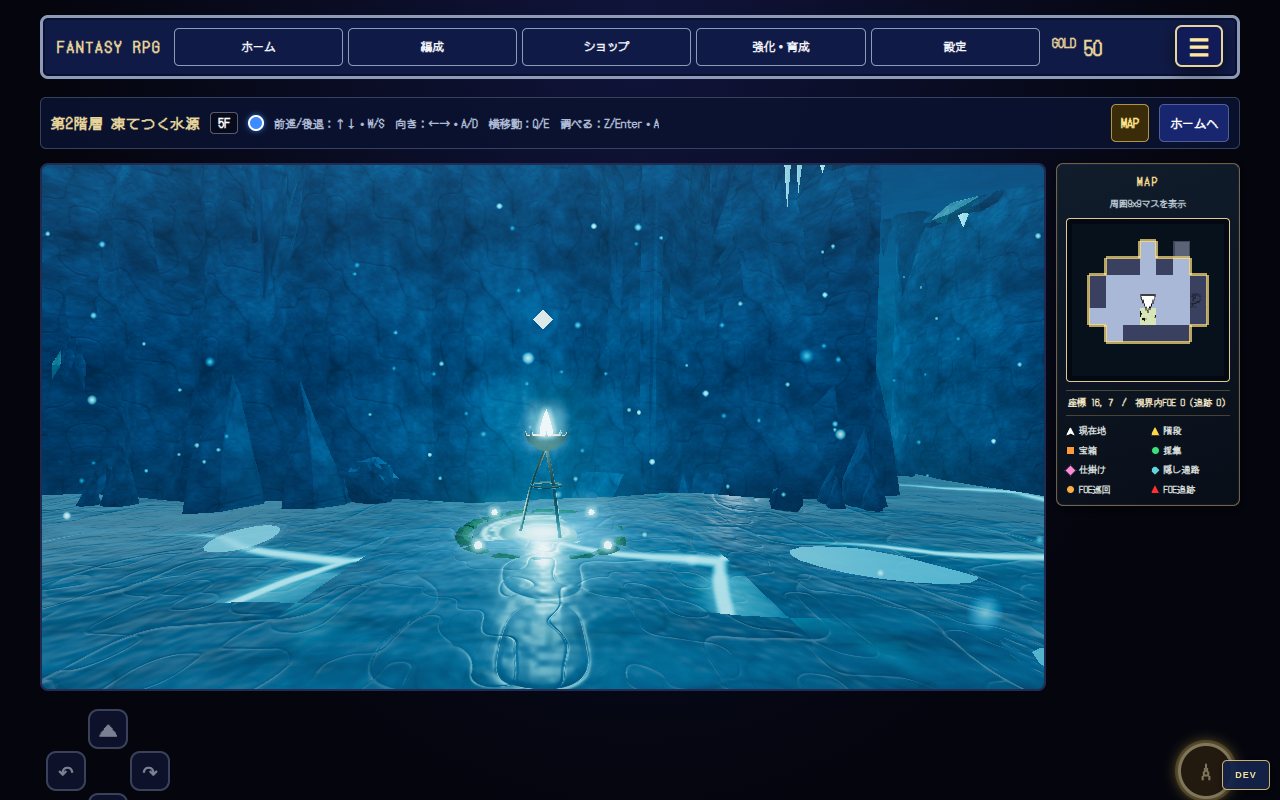 FANTASY RPG
ホーム
編成
ショップ
強化・育成
設定
GOLD 50
第2階層 凍てつく水源
5F
前進/後退：↑↓・W/S 向き：←→・A/D 横移動：Q/E 調べる：Z/Enter・A
MAP
ホームへ
MAP
周囲9x9マスを表示
座標 16, 7 / 視界内FOE 0 (追跡 0)
現在地
階段
宝箱
採集
仕掛け
隠し通路
FOE巡回
FOE追跡
A
DEV